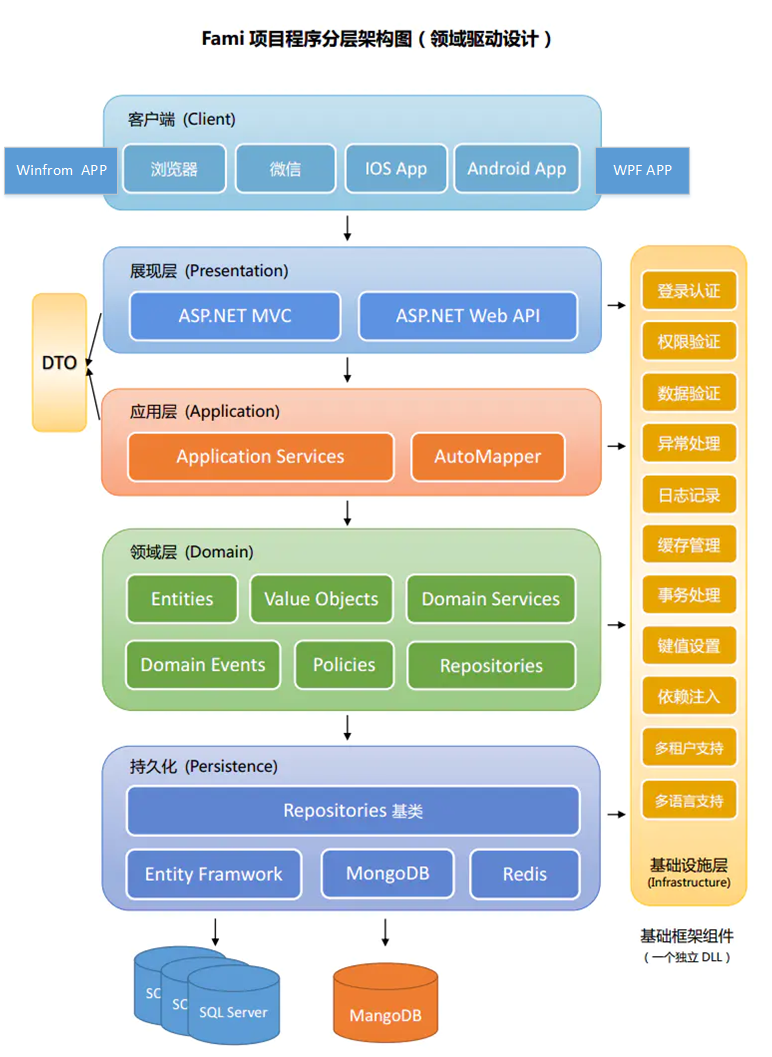 Fami 项目程序分层架构图（领域驱动设计）
客户端 (Client)
Winfrom APP
浏览器
微信
IOS App
Android App
WPF APP
展现层 (Presentation)
ASP.NET MVC
ASP.NET Web API
DTO
应用层 (Application)
Application Services
AutoMapper
领域层 (Domain)
Entities
Value Objects
Domain Services
Domain Events
Policies
Repositories
持久化 (Persistence)
Repositories 基类
Entity Framwork
MongoDB
Redis
SC
SC
SQL Server
MangoDB
登录认证
权限验证
数据验证
异常处理
日志记录
缓存管理
事务处理
键值设置
依赖注入
多租户支持
多语言支持
基础设施层
(Infrastructure)
基础框架组件
（一个独立 DLL）